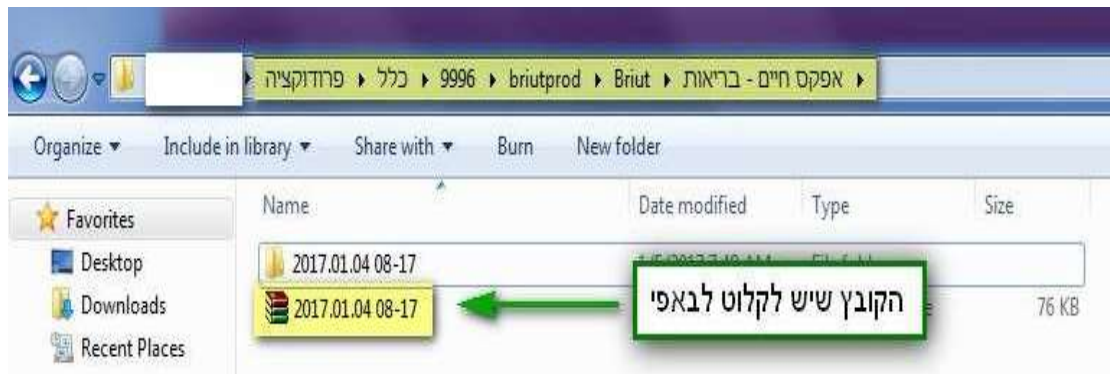 פרודוקציה ▸ כלל ▸ 9996 ▸ briutprod ▸ Briut ▸ אפקס חיים - בריאות ▸
Organize Include in library Share with Burn New folder
Favorites
Desktop
Downloads
Recent Places
Name Date modified Type Size
2017.01.04 08-17
2017.01.04 08-17 76 KB
הקובץ שיש לקלוט לבאפי